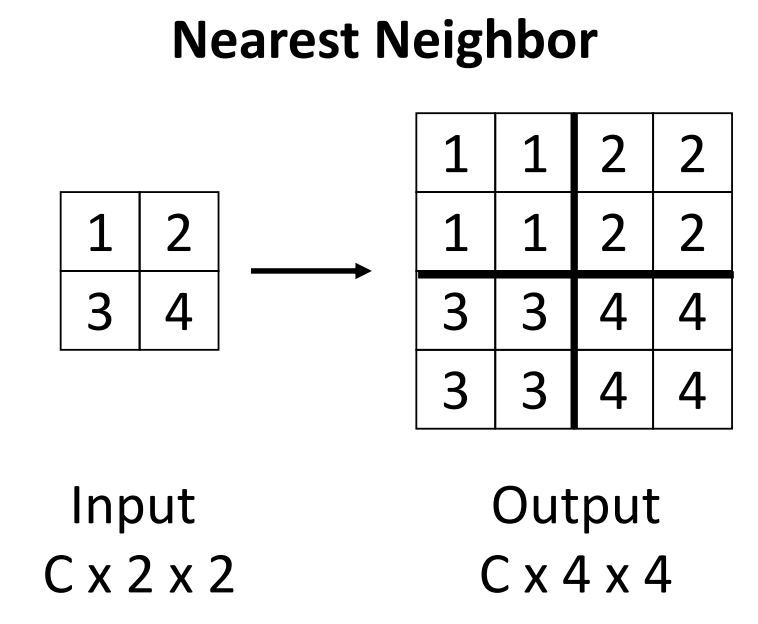 Nearest Neighbor
1 2
3 4
1 1 2 2
1 1 2 2
3 3 4 4
3 3 4 4
Input
C x 2 x 2
Output
C x 4 x 4